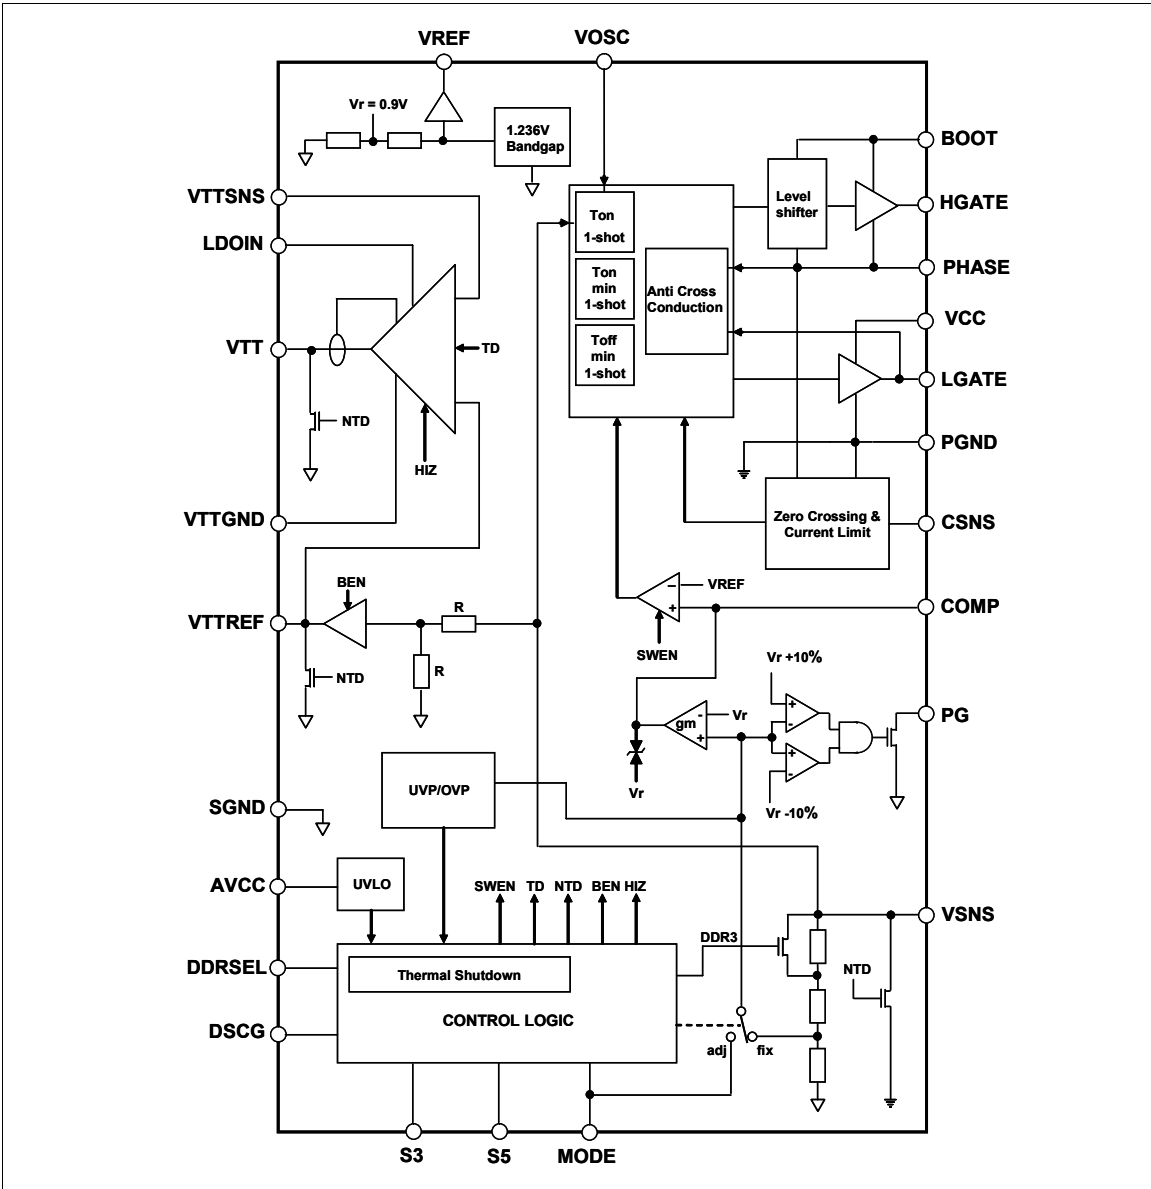 VREF
VOSC
Vr = 0.9V
1.236V
Bandgap
BOOT
VTTSNS
Level
shifter
HGATE
Ton
1-shot
LDOIN
PHASE
Ton
min
1-shot
Anti Cross
Conduction
VCC
VTT
TD
Toff
min
1-shot
LGATE
NTD
HIZ
PGND
VTTGND
Zero Crossing &
Current Limit
CSNS
BEN
–
VREF
+
COMP
R
VTTREF
SWEN
R
NTD
Vr +10%
+
-
gm
-
Vr
+
PG
+
-
Vr
Vr -10%
UVP/OVP
SGND
AVCC
UVLO
SWEN
TD
NTD
BEN
HIZ
VSNS
DDR3
DDRSEL
Thermal Shutdown
NTD
CONTROL LOGIC
DSCG
adj
fix
S3
S5
MODE